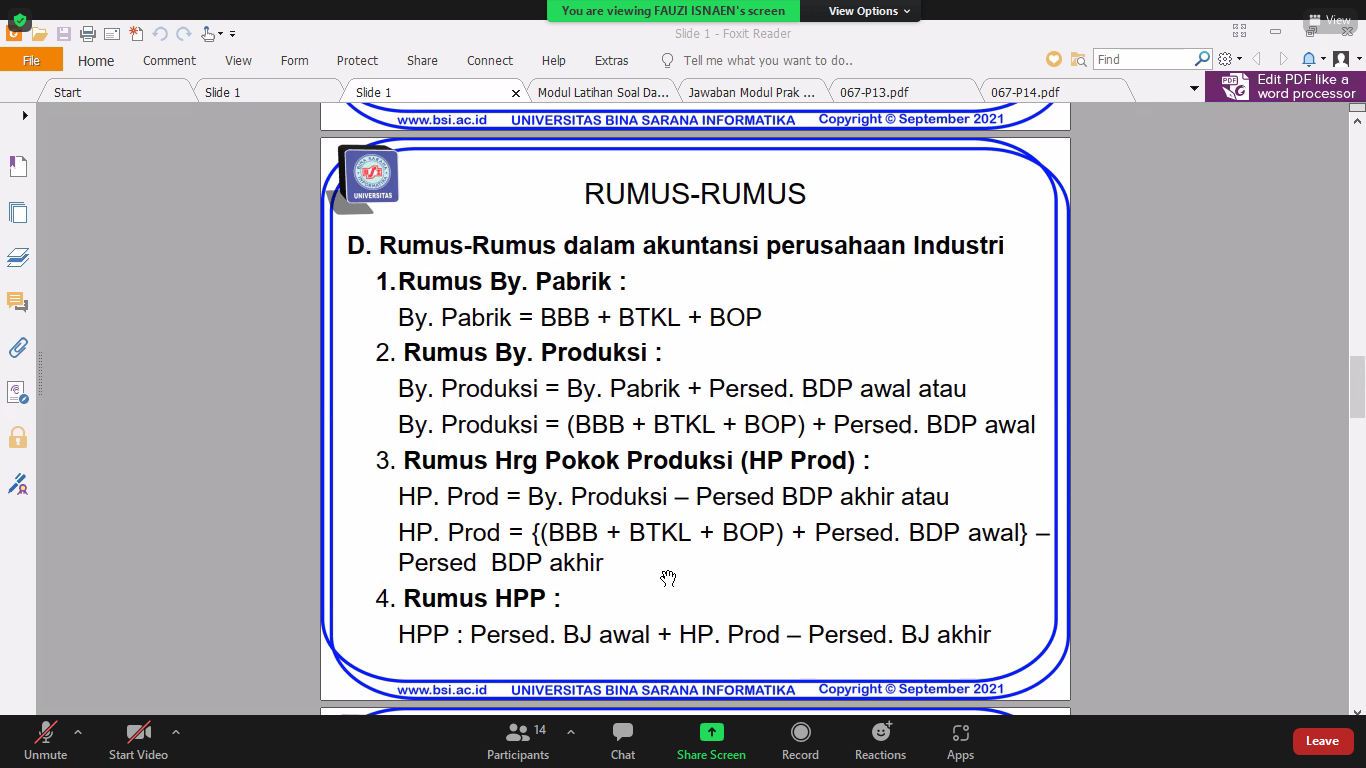 You are viewing FAUZI ISNAEN's screen
View Options
View
Slide 1 - Foxit Reader
File Home Comment View Form Protect Share Connect Help Extras Tell me what you want to do.. Find
Start Slide 1 Slide 1 Modul Latihan Soal Da... Jawaban Modul Prak ... 067-P13.pdf 067-P14.pdf
Edit PDF like a
word processor
www.bsi.ac.id UNIVERSITAS BINA SARANA INFORMATIKA Copyright © September 2021
UNIVERSITAS
RUMUS-RUMUS
D. Rumus-Rumus dalam akuntansi perusahaan Industri
1.Rumus By. Pabrik :
By. Pabrik = BBB + BTKL + BOP
2. Rumus By. Produksi :
By. Produksi = By. Pabrik + Persed. BDP awal atau
By. Produksi = (BBB + BTKL + BOP) + Persed. BDP awal
3. Rumus Hrg Pokok Produksi (HP Prod) :
HP. Prod = By. Produksi – Persed BDP akhir atau
HP. Prod = {(BBB + BTKL + BOP) + Persed. BDP awal} –
Persed BDP akhir
4. Rumus HPP :
HPP : Persed. BJ awal + HP. Prod – Persed. BJ akhir
www.bsi.ac.id UNIVERSITAS BINA SARANA INFORMATIKA Copyright © September 2021
14
Unmute Start Video Participants Chat Share Screen Record Reactions Apps Leave